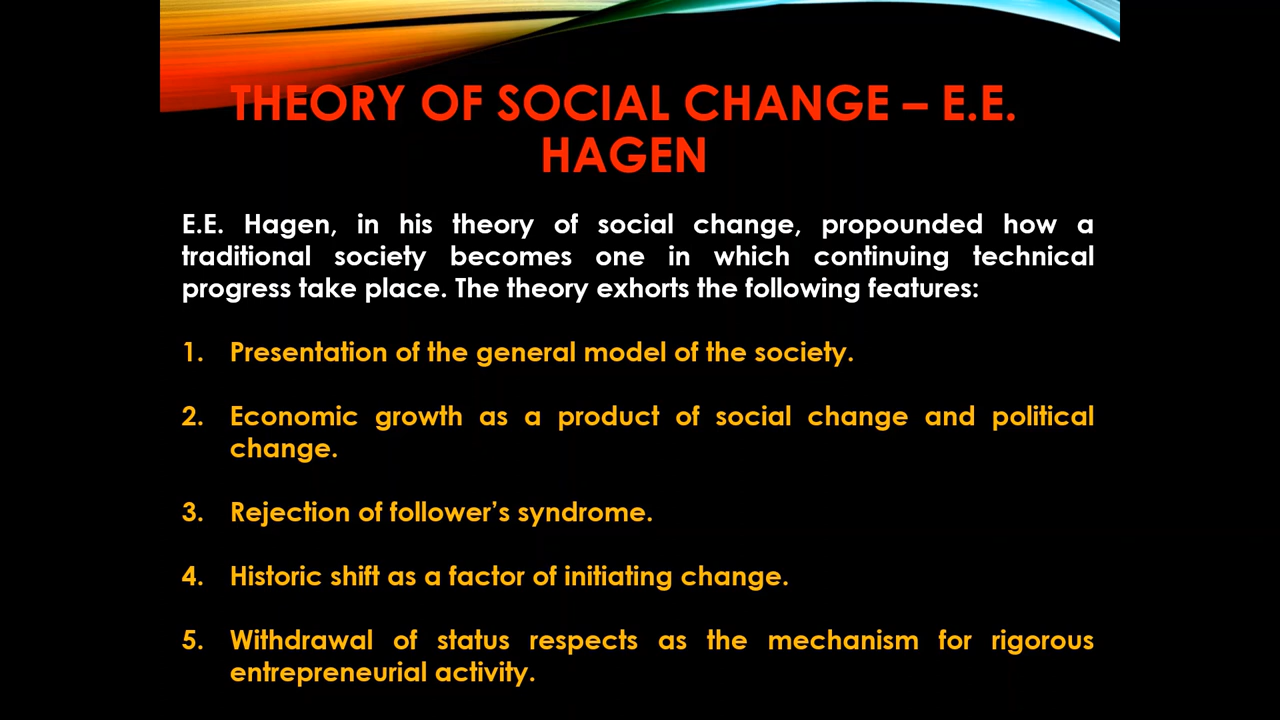 THEORY OF SOCIAL CHANGE – E.E.
HAGEN
E.E. Hagen, in his theory of social change, propounded how a
traditional society becomes one in which continuing technical
progress take place. The theory exhorts the following features:
1. Presentation of the general model of the society.
2. Economic growth as a product of social change and political
change.
3. Rejection of follower’s syndrome.
4. Historic shift as a factor of initiating change.
5. Withdrawal of status respects as the mechanism for rigorous
entrepreneurial activity.